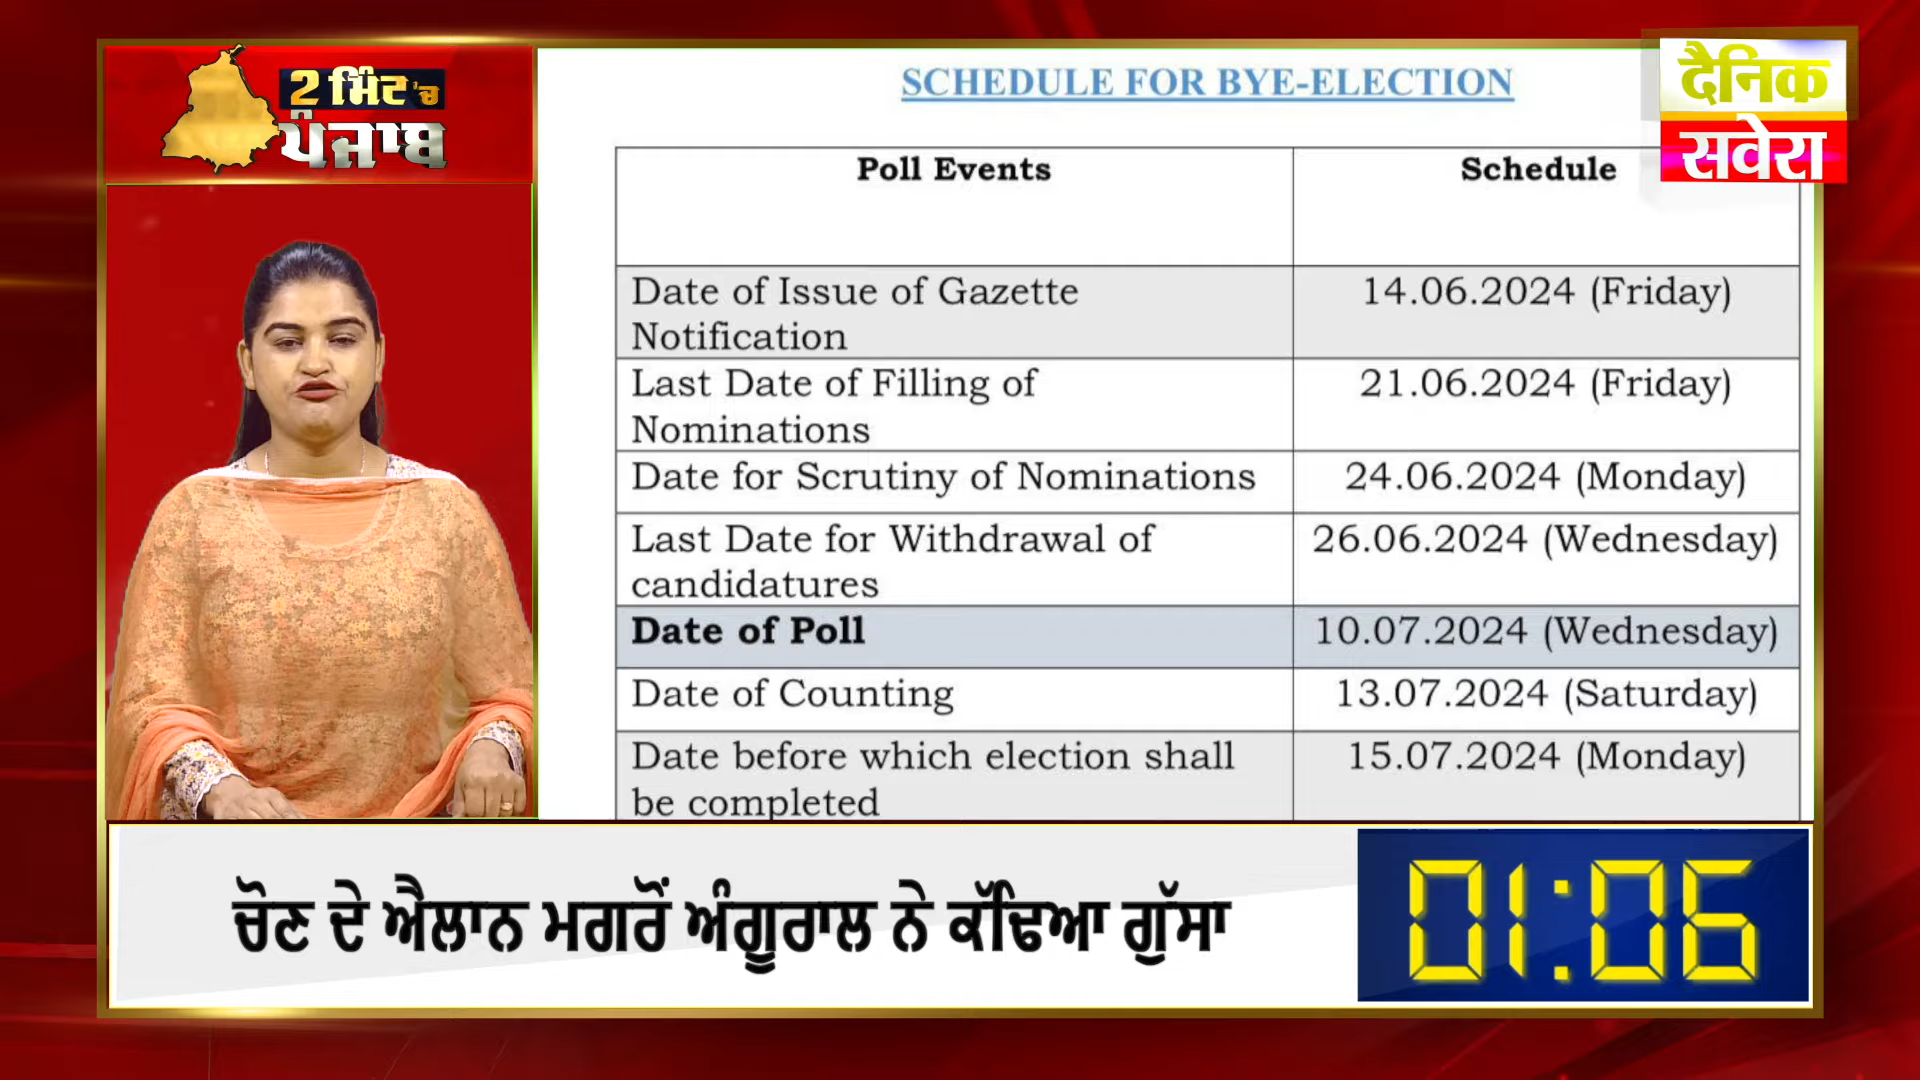 2 ਮਿੰਟ 'ਚ
ਪੰਜਾਬ
SCHEDULE FOR BYE-ELECTION
दैनिक
सवेरा
Poll Events Schedule
Date of Issue of Gazette Notification 14.06.2024 (Friday)
Last Date of Filling of Nominations 21.06.2024 (Friday)
Date for Scrutiny of Nominations 24.06.2024 (Monday)
Last Date for Withdrawal of candidatures 26.06.2024 (Wednesday)
Date of Poll 10.07.2024 (Wednesday)
Date of Counting 13.07.2024 (Saturday)
Date before which election shall be completed 15.07.2024 (Monday)
ਚੋਣ ਦੇ ਐਲਾਨ ਮਗਰੋਂ ਅੰਗੂਰਾਲ ਨੇ ਕੱਢਿਆ ਗੁੱਸਾ
01:06